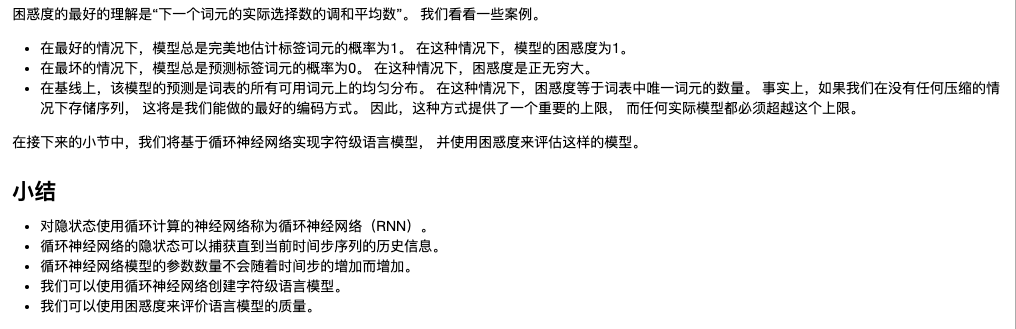 困惑度的最好的理解是“下一个词元的实际选择数的调和平均数”。 我们看看一些案例。
• 在最好的情况下，模型总是完美地估计标签词元的概率为1。 在这种情况下，模型的困惑度为1。
• 在最坏的情况下，模型总是预测标签词元的概率为0。 在这种情况下，困惑度是正无穷大。
• 在基线上，该模型的预测是词表的所有可用词元上的均匀分布。 在这种情况下，困惑度等于词表中唯一词元的数量。 事实上，如果我们在没有任何压缩的情
况下存储序列， 这将是我们能做的最好的编码方式。 因此，这种方式提供了一个重要的上限， 而任何实际模型都必须超越这个上限。
在接下来的小节中，我们将基于循环神经网络实现字符级语言模型， 并使用困惑度来评估这样的模型。
小结
• 对隐状态使用循环计算的神经网络称为循环神经网络（RNN）。
• 循环神经网络的隐状态可以捕获直到当前时间步序列的历史信息。
• 循环神经网络模型的参数数量不会随着时间步的增加而增加。
• 我们可以使用循环神经网络创建字符级语言模型。
• 我们可以使用困惑度来评价语言模型的质量。